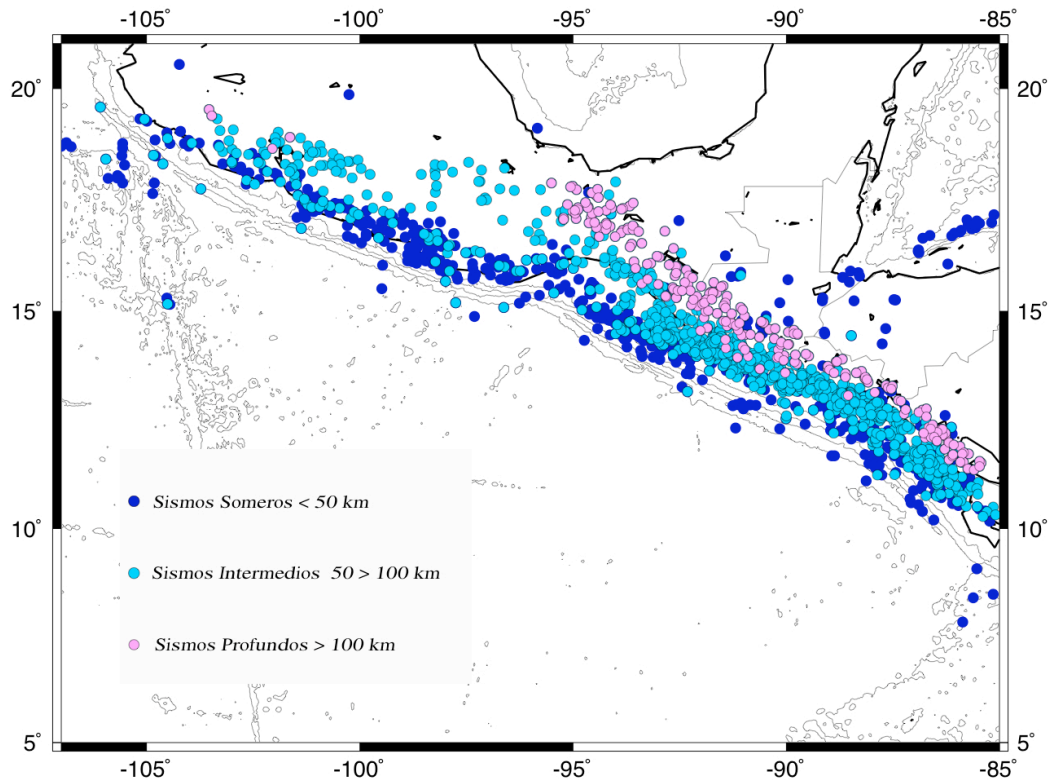 -105˚ -100˚ -95˚ -90˚ -85˚
20˚ 20˚
15˚ 15˚
Sismos Someros < 50 km
10˚ 10˚
Sismos Intermedios 50 > 100 km
Sismos Profundos > 100 km
5˚ 5˚
-105˚ -100˚ -95˚ -90˚ -85˚